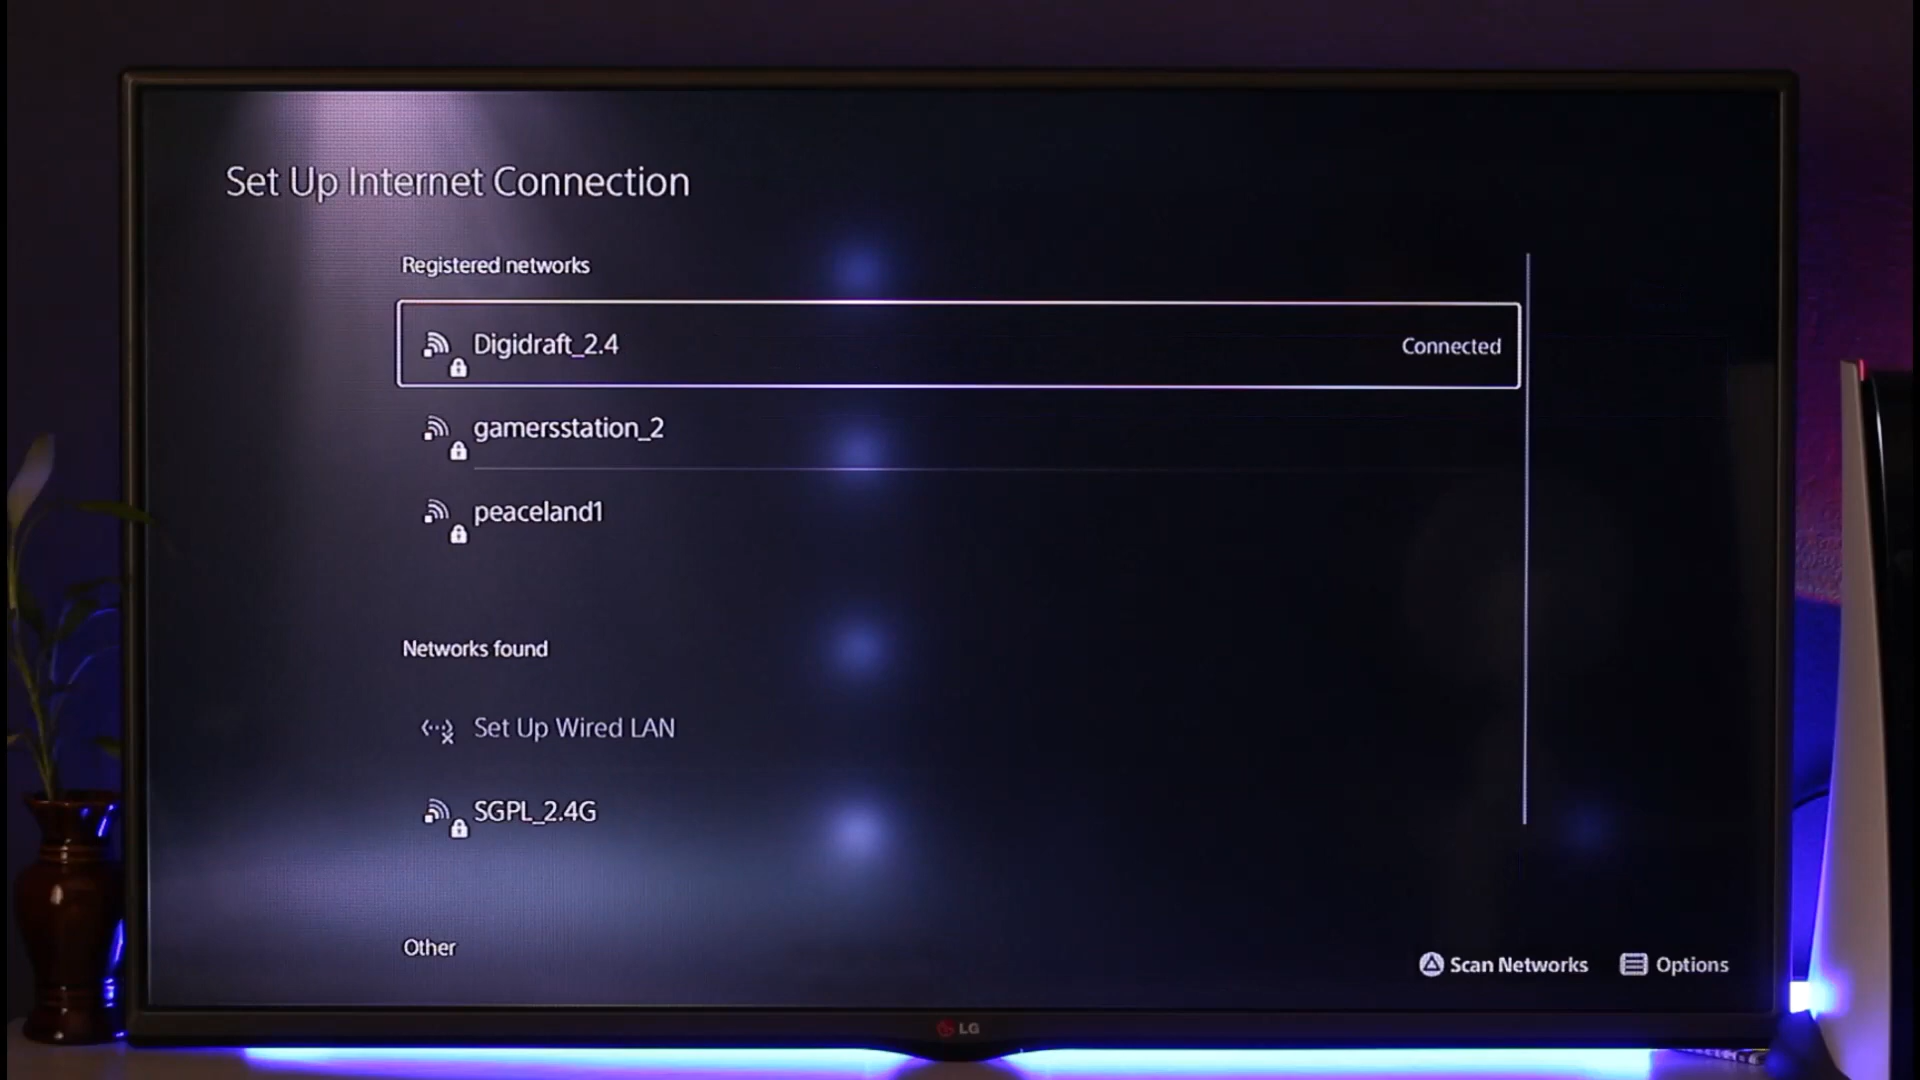 Set Up Internet Connection
Registered networks
Digidraft_2.4 Connected
gamersstation_2
peaceland1
Networks found
Set Up Wired LAN
SGPL_2.4G
Other
Scan Networks Options
LG